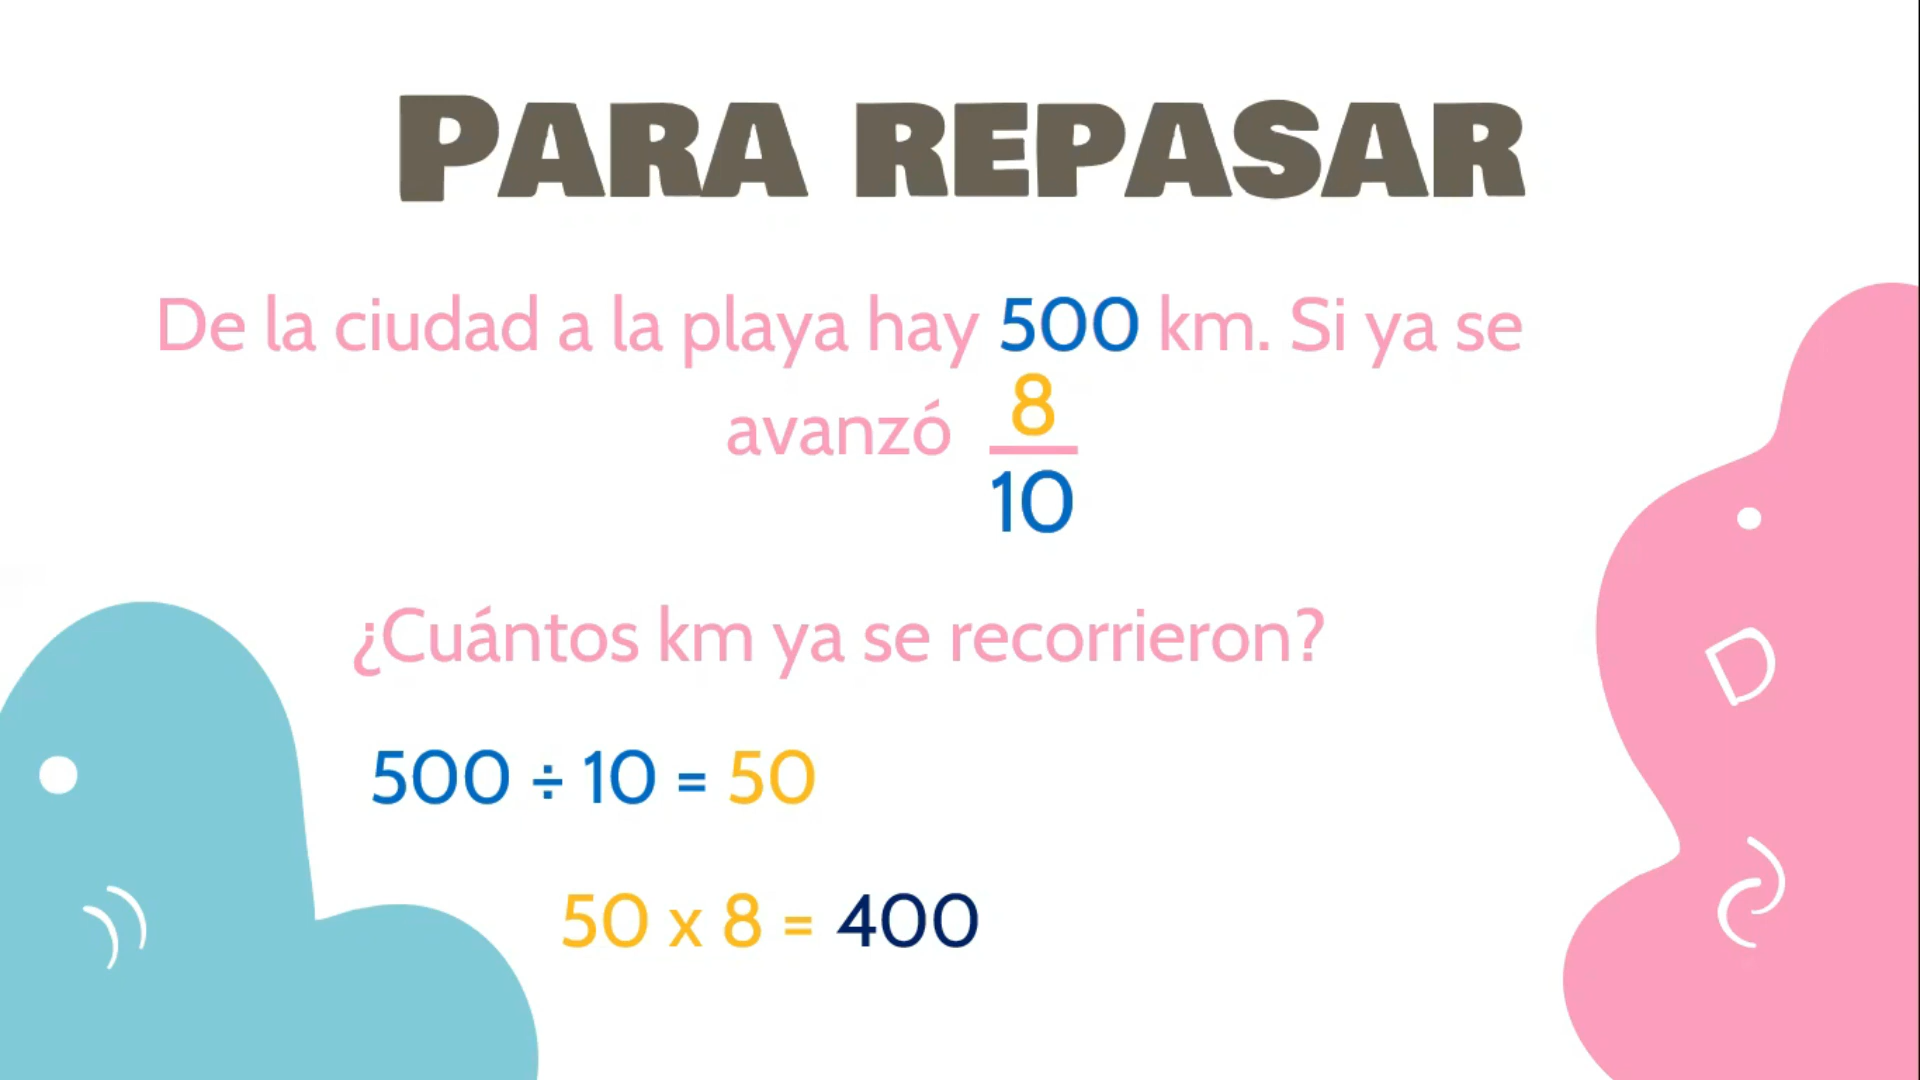 PARA REPASAR
De la ciudad a la playa hay 500 km. Si ya se
avanzó 8/10
¿Cuántos km ya se recorrieron?
500 ÷ 10 = 50
50 x 8 = 400